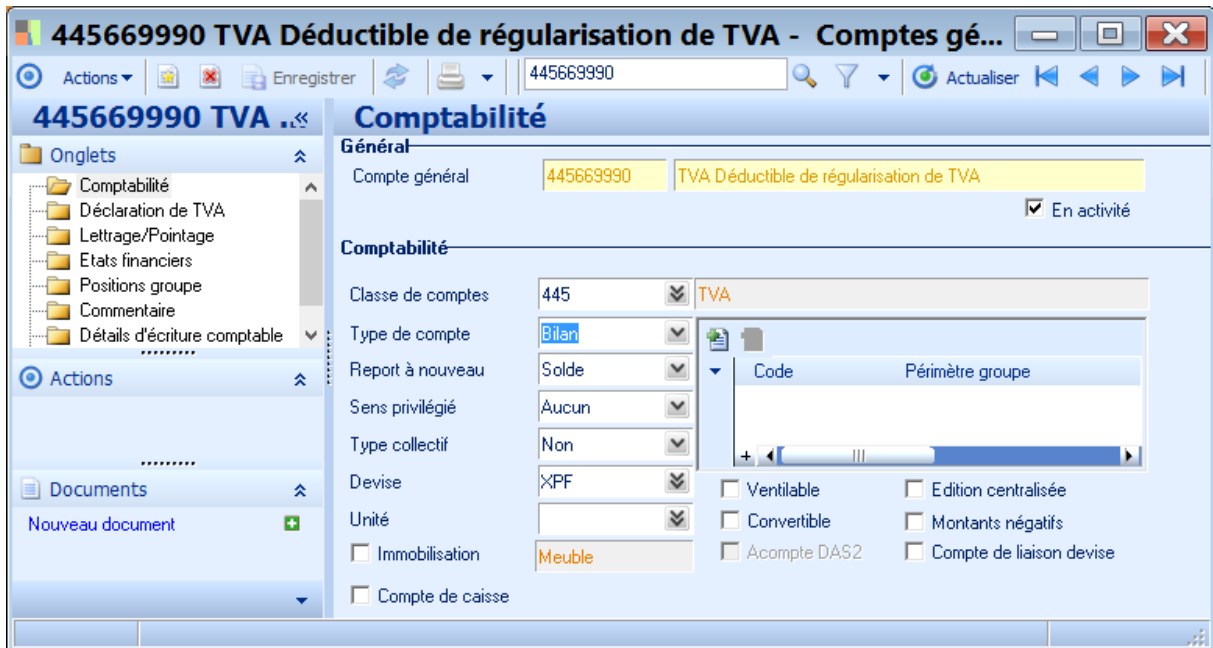 445669990 TVA Déductible de régularisation de TVA - Comptes gé...
Actions Enregistrer 445669990 Actualiser
445669990 TVA ..
Onglets
Comptabilité
Déclaration de TVA
Lettrage/Pointage
Etats financiers
Positions groupe
Commentaire
Détails d'écriture comptable
Actions
Documents
Nouveau document
Comptabilité
Général
Compte général 445669990 TVA Déductible de régularisation de TVA
En activité
Comptabilité
Classe de comptes 445 TVA
Type de compte Bilan
Report à nouveau Solde
Sens privilégié Aucun
Type collectif Non
Devise XPF
Unité
Immobilisation Meuble
Compte de caisse
Code Périmètre groupe
Ventilable Edition centralisée
Convertible Montants négatifs
Acompte DAS2 Compte de liaison devise